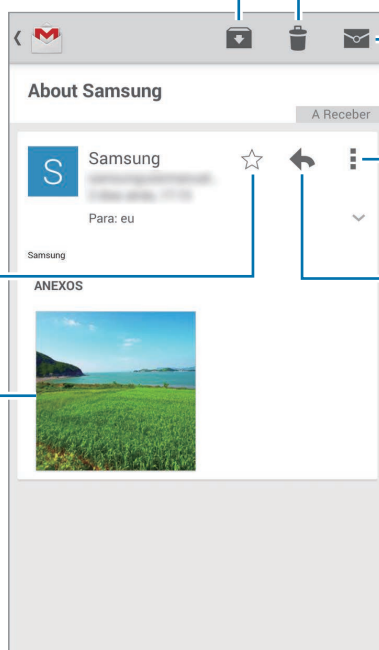 About Samsung
A Receber
S
Samsung
Para: eu
Samsung
ANEXOS